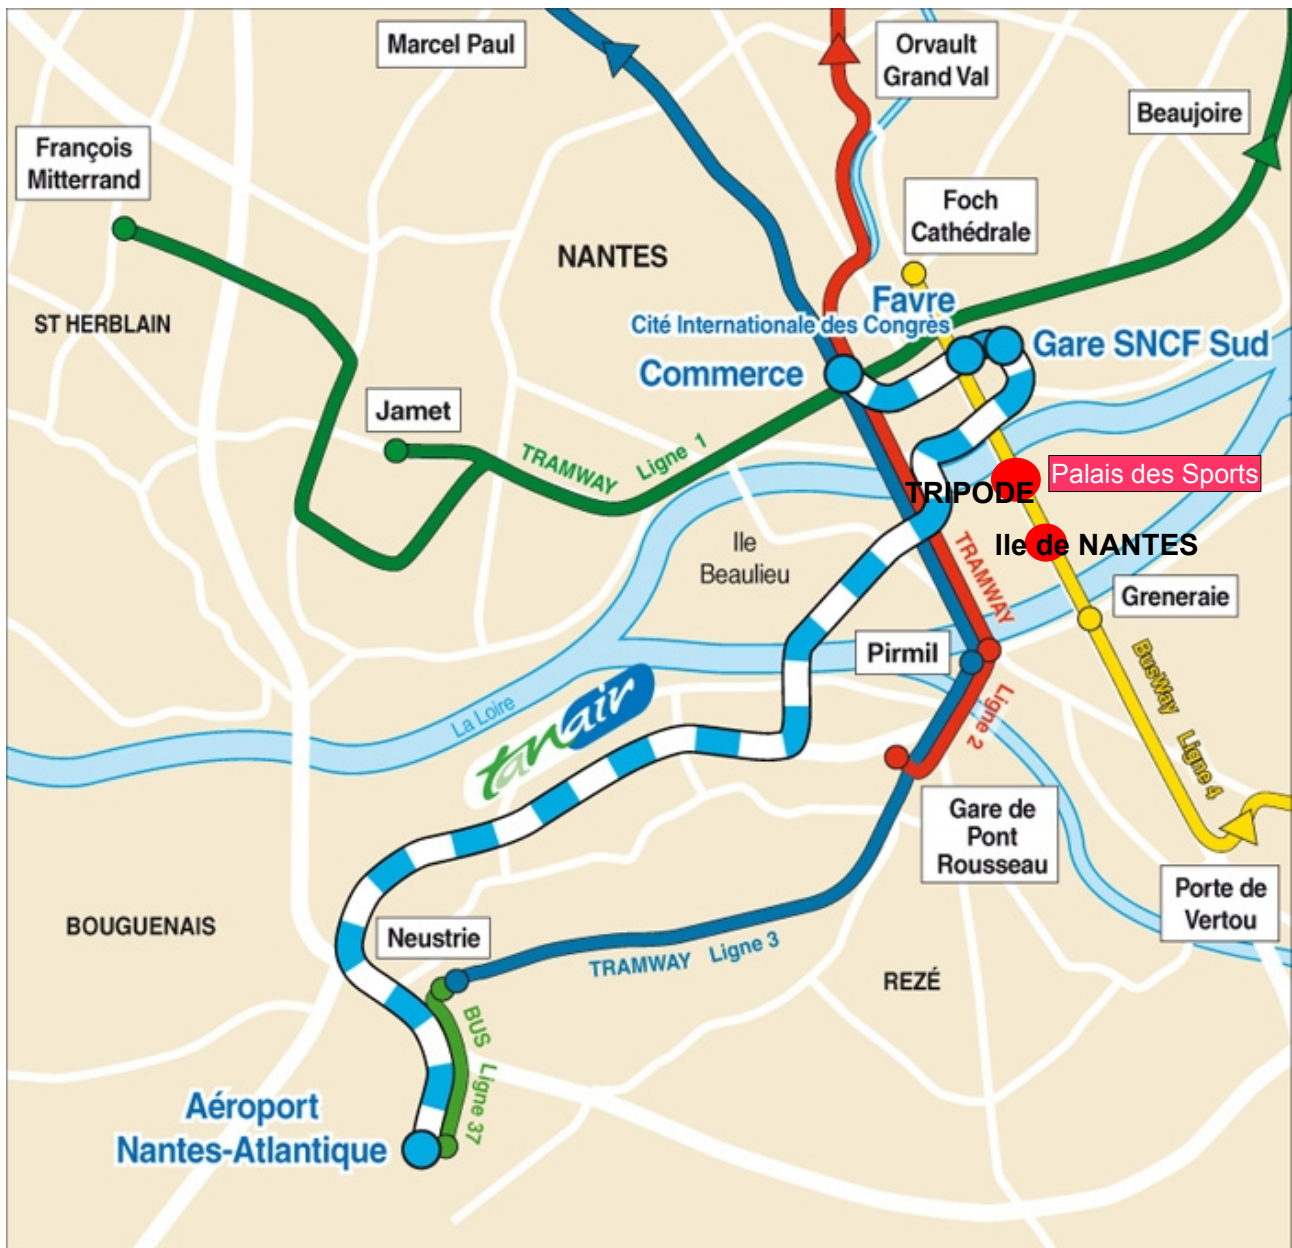 Marcel Paul
Orvault
Grand Val
Beaujoire
François
Mitterrand
Foch
Cathédrale
NANTES
ST HERBLAIN
Favre
Cité Internationale des Congrès
Gare SNCF Sud
Commerce
Jamet
TRAMWAY Ligne 1
Palais des Sports
TRIPODE
Ile de NANTES
Ile
Beaulieu
TRAMWAY Ligne 2
Greneraie
Pirmil
BusWay Ligne 4
La Loire
tanair
Gare de
Pont
Rousseau
Porte de
Vertou
BOUGUENAIS
Neustrie
TRAMWAY Ligne 3
REZÉ
BUS Ligne 37
Aéroport
Nantes-Atlantique